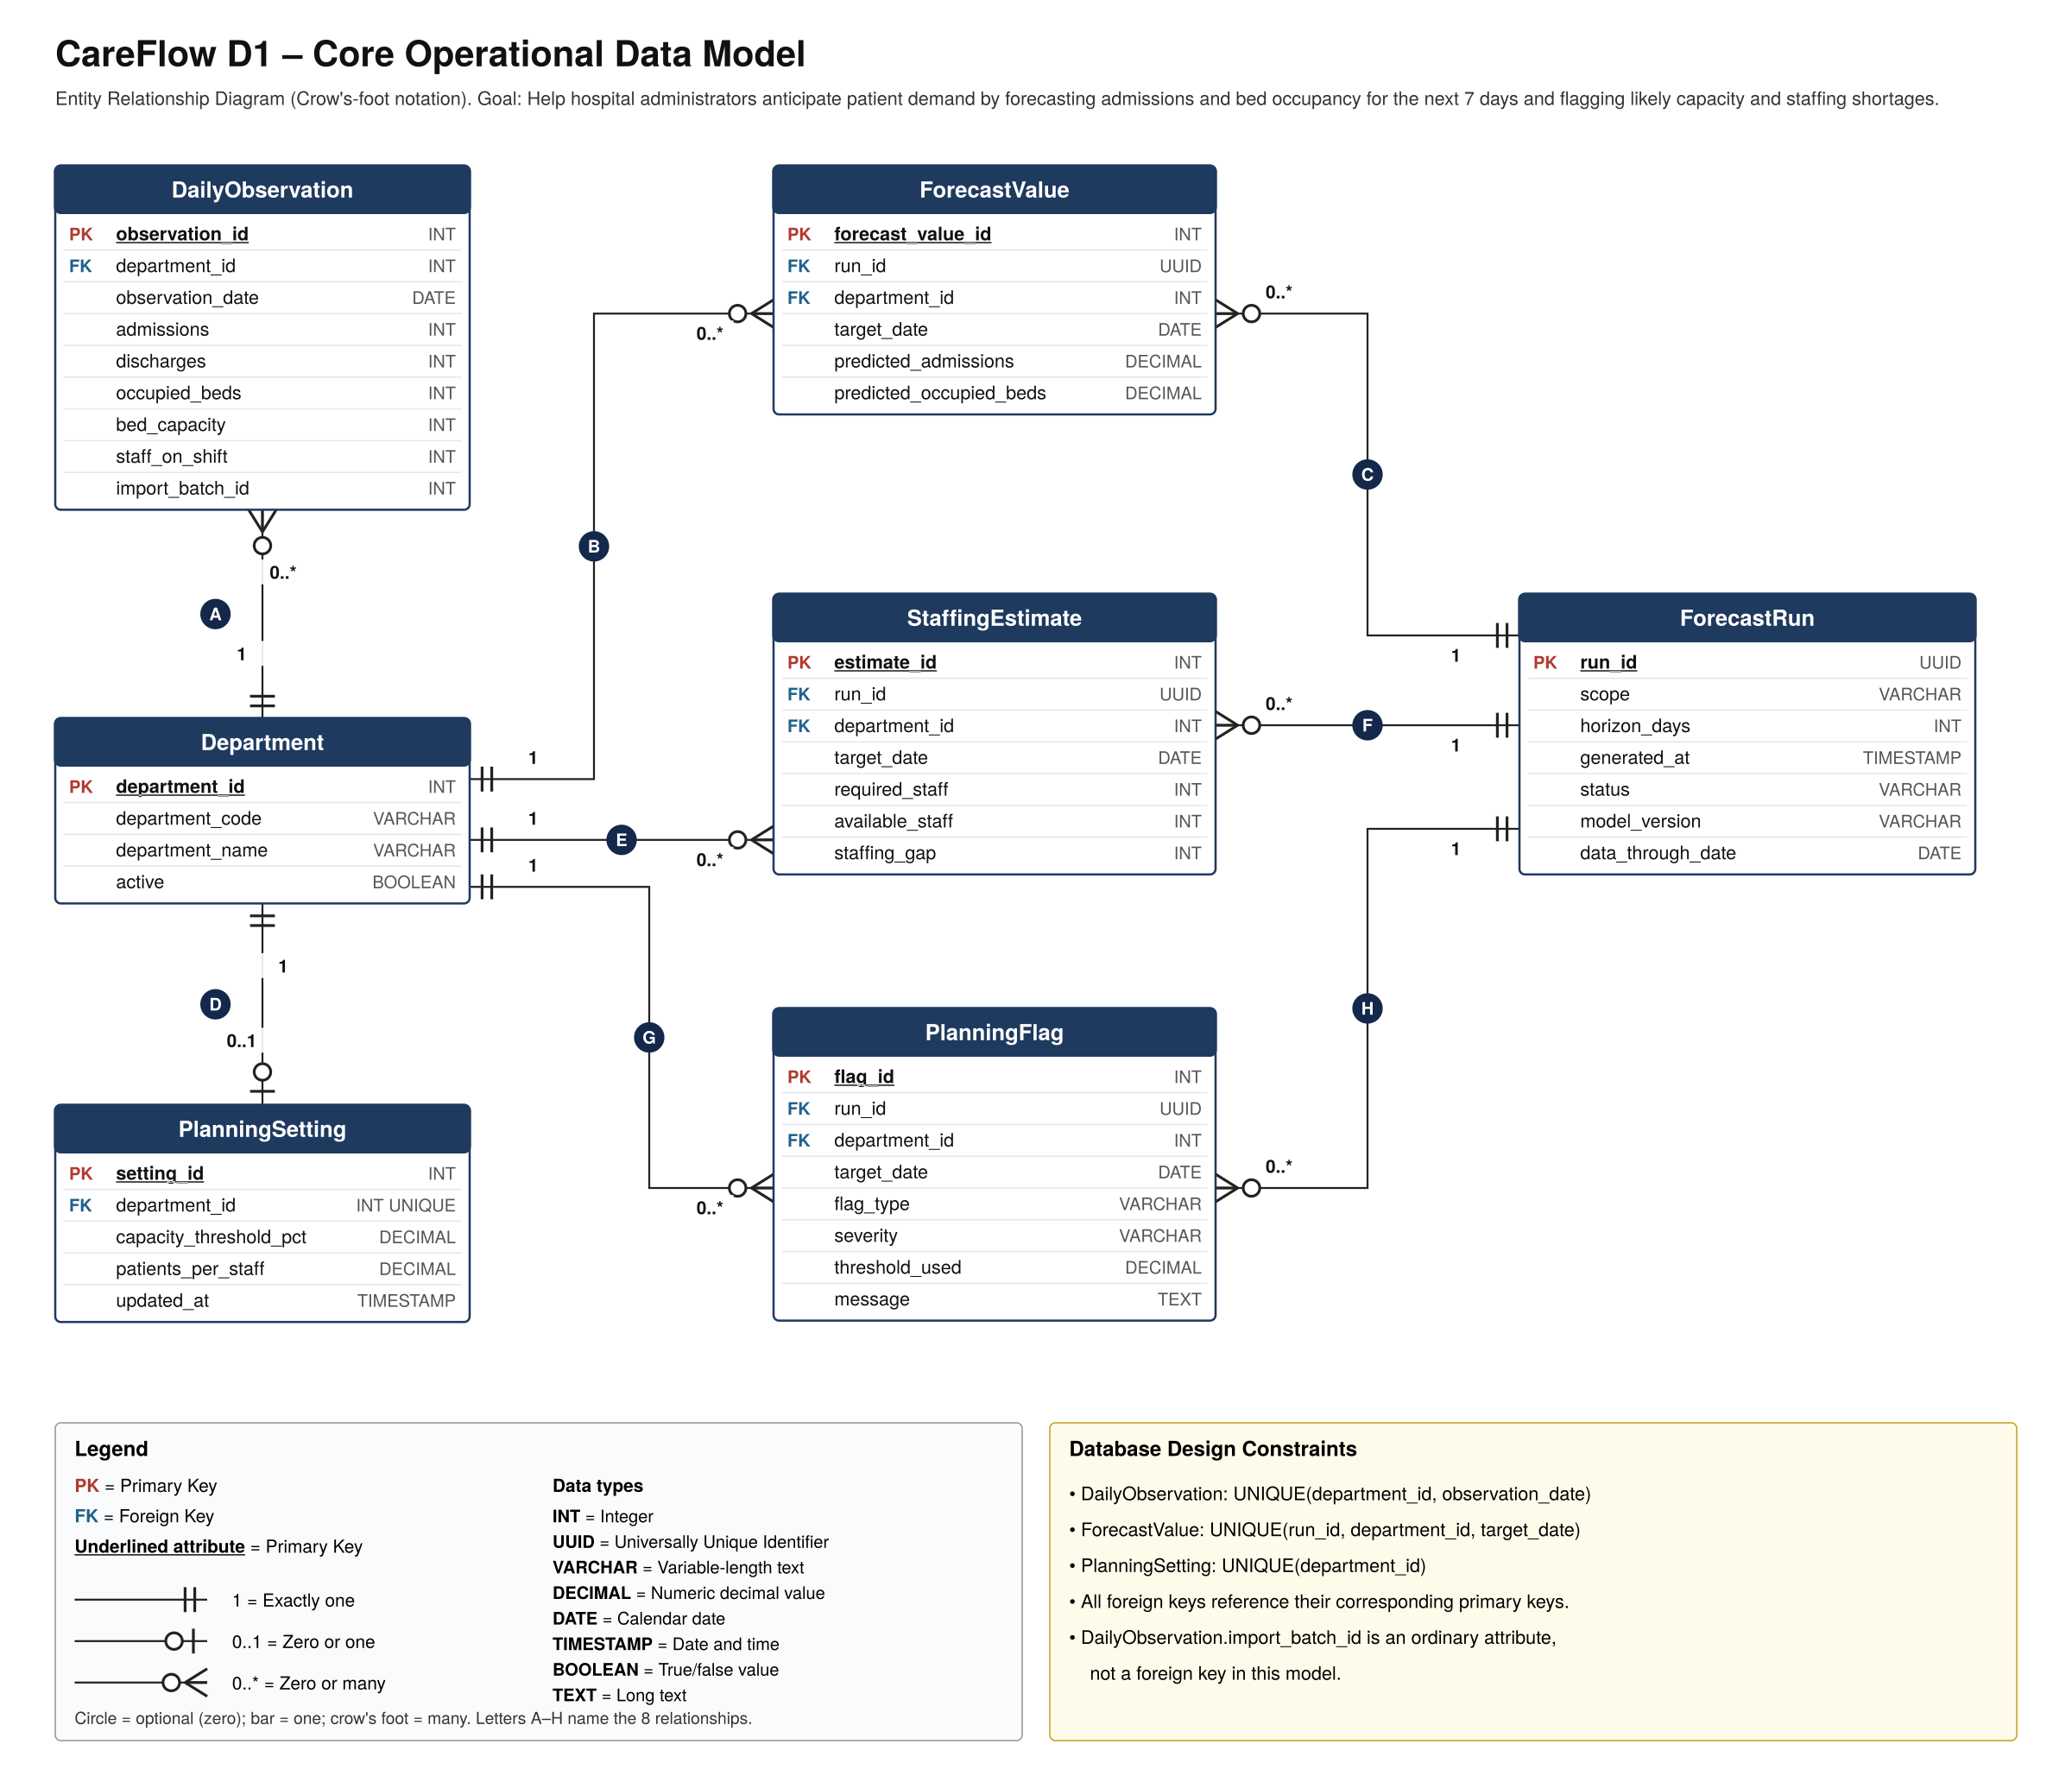 CareFlow D1 – Core Operational Data Model
Entity Relationship Diagram (Crow's-foot notation). Goal: Help hospital administrators anticipate patient demand by forecasting admissions and bed occupancy for the next 7 days and flagging likely capacity and staffing shortages.
DailyObservation
PK observation_id INT
FK department_id INT
observation_date DATE
admissions INT
discharges INT
occupied_beds INT
bed_capacity INT
staff_on_shift INT
import_batch_id INT
ForecastValue
PK forecast_value_id INT
FK run_id UUID
FK department_id INT
target_date DATE
predicted_admissions DECIMAL
predicted_occupied_beds DECIMAL
0..*
0..*
C
B
0..*
A
1
Department
PK department_id INT
department_code VARCHAR
department_name VARCHAR
active BOOLEAN
1
1
E
0..*
1
StaffingEstimate
PK estimate_id INT
FK run_id UUID
FK department_id INT
target_date DATE
required_staff INT
available_staff INT
staffing_gap INT
0..*
F
1
1
1
ForecastRun
PK run_id UUID
scope VARCHAR
horizon_days INT
generated_at TIMESTAMP
status VARCHAR
model_version VARCHAR
data_through_date DATE
1
D
0..1
G
H
PlanningSetting
PK setting_id INT
FK department_id INT UNIQUE
capacity_threshold_pct DECIMAL
patients_per_staff DECIMAL
updated_at TIMESTAMP
0..*
PlanningFlag
PK flag_id INT
FK run_id UUID
FK department_id INT
target_date DATE
flag_type VARCHAR
severity VARCHAR
threshold_used DECIMAL
message TEXT
0..*
Legend
PK = Primary Key
FK = Foreign Key
Underlined attribute = Primary Key
1 = Exactly one
0..1 = Zero or one
0..* = Zero or many
Data types
INT = Integer
UUID = Universally Unique Identifier
VARCHAR = Variable-length text
DECIMAL = Numeric decimal value
DATE = Calendar date
TIMESTAMP = Date and time
BOOLEAN = True/false value
TEXT = Long text
Circle = optional (zero); bar = one; crow's foot = many. Letters A–H name the 8 relationships.
Database Design Constraints
• DailyObservation: UNIQUE(department_id, observation_date)
• ForecastValue: UNIQUE(run_id, department_id, target_date)
• PlanningSetting: UNIQUE(department_id)
• All foreign keys reference their corresponding primary keys.
• DailyObservation.import_batch_id is an ordinary attribute,
not a foreign key in this model.